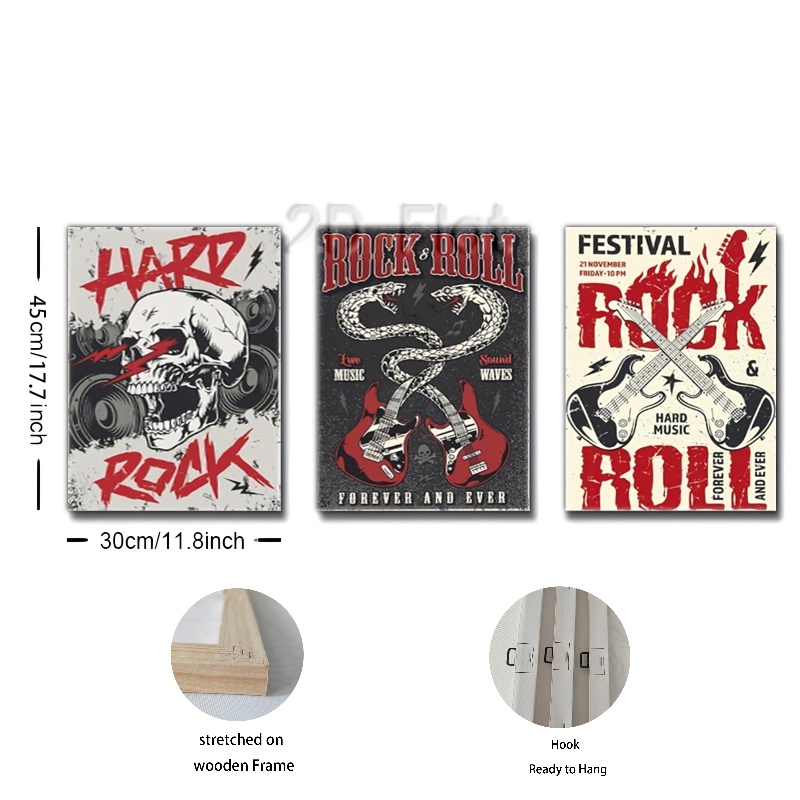 2D Flat
45cm/17.7inch
HARD
ROCK
ROCK & ROLL
Live
MUSIC
Sound
WAVES
FOREVER AND EVER
FESTIVAL
21 NOVEMBER
FRIDAY-10 PM
ROCK
&
HARD
MUSIC
ROLL
FOREVER
AND EVER
30cm/11.8inch
stretched on
wooden Frame
Hook
Ready to Hang